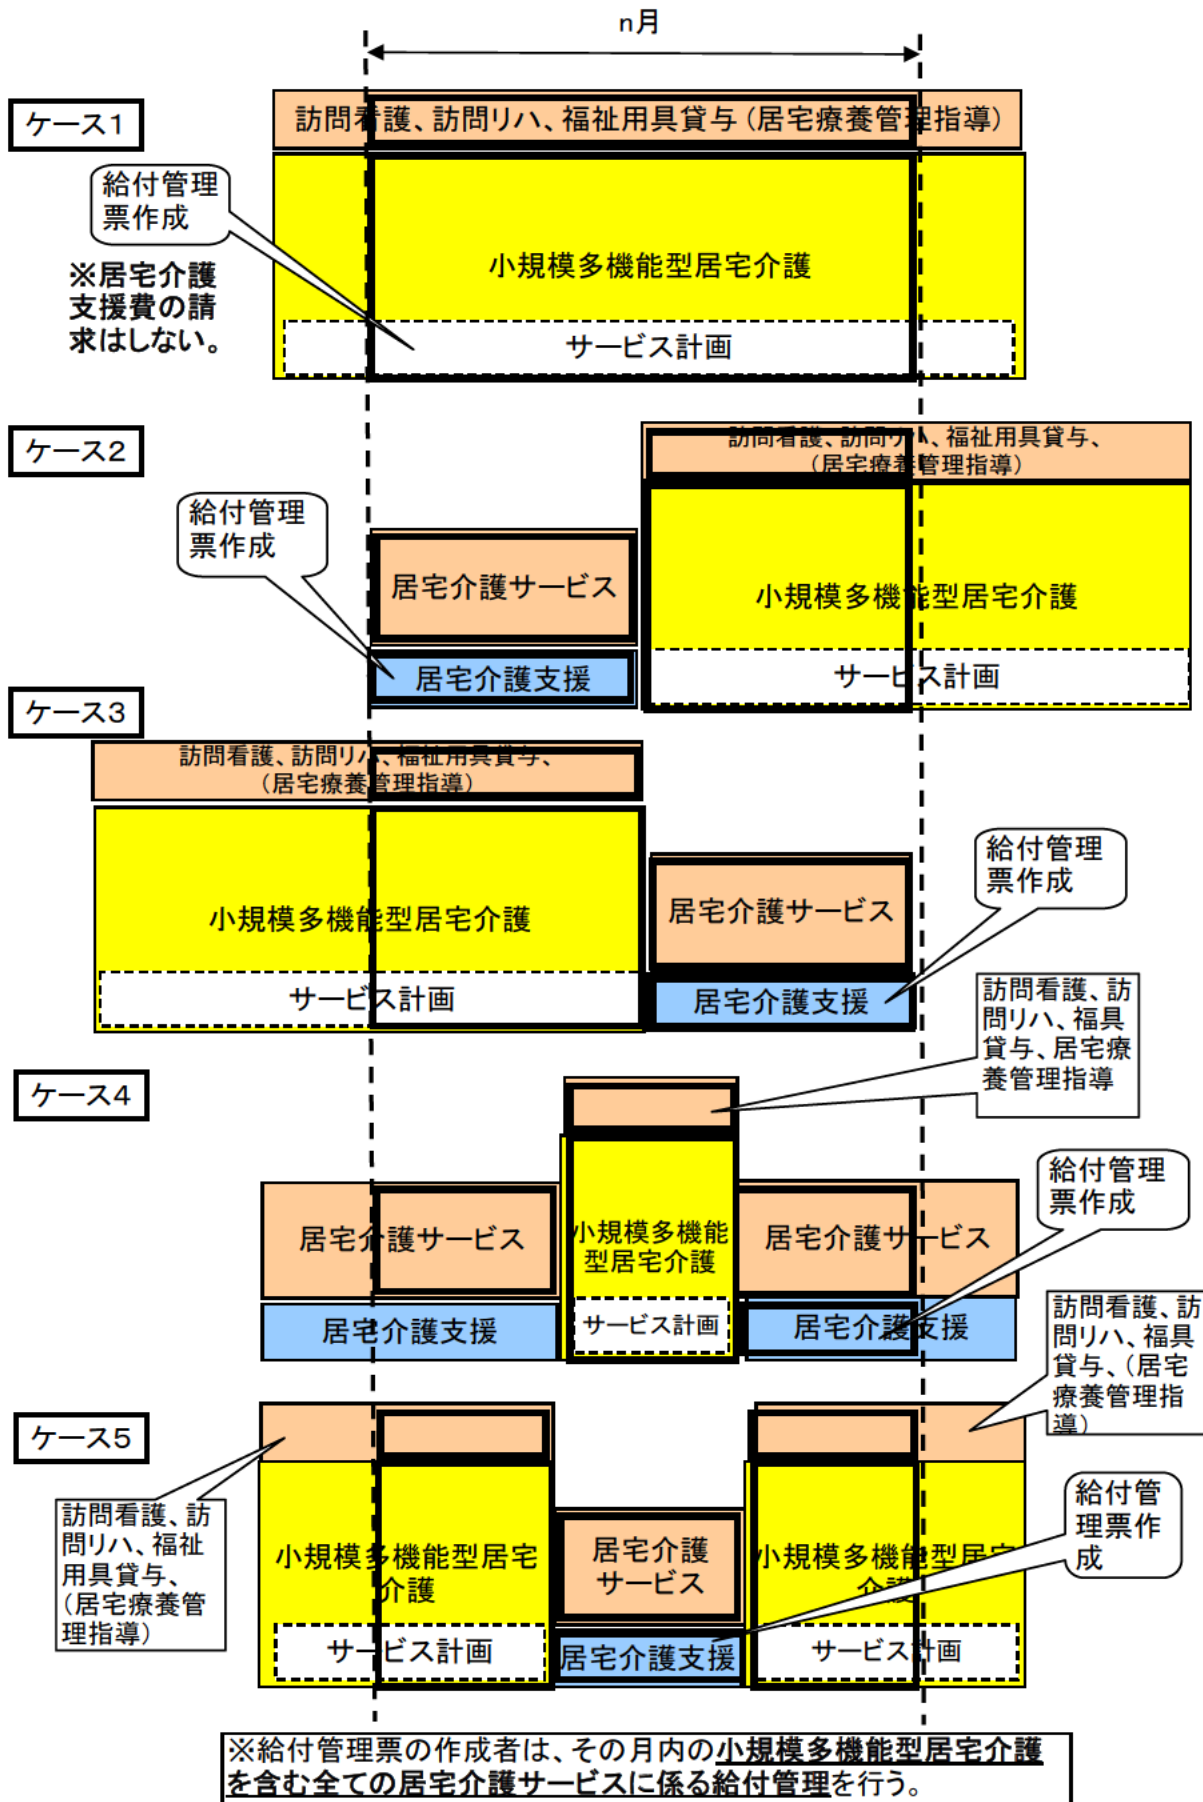 n月
ケース1
訪問看護、訪問リハ、福祉用具貸与（居宅療養管理指導）
給付管理
票作成
※居宅介護
支援費の請
求はしない。
小規模多機能型居宅介護
サービス計画
ケース2
訪問看護、訪問リハ、福祉用具貸与、
（居宅療養管理指導）
給付管理
票作成
居宅介護サービス
小規模多機能型居宅介護
居宅介護支援
サービス計画
ケース3
訪問看護、訪問リハ、福祉用具貸与、
（居宅療養管理指導）
小規模多機能型居宅介護
サービス計画
居宅介護サービス
居宅介護支援
給付管理
票作成
訪問看護、訪
問リハ、福具
貸与、居宅療
養管理指導
ケース4
居宅介護サービス
居宅介護支援
小規模多機能
型居宅介護
サービス計画
居宅介護サービス
居宅介護支援
給付管理
票作成
訪問看護、訪
問リハ、福具
貸与、（居宅
療養管理指
導）
ケース5
訪問看護、訪
問リハ、福祉
用具貸与、
（居宅療養管
理指導）
小規模多機能型居宅
介護
サービス計画
居宅介護
サービス
居宅介護支援
小規模多機能型居宅
介護
サービス計画
給付管
理票作
成
※給付管理票の作成者は、その月内の小規模多機能型居宅介護
を含む全ての居宅介護サービスに係る給付管理を行う。